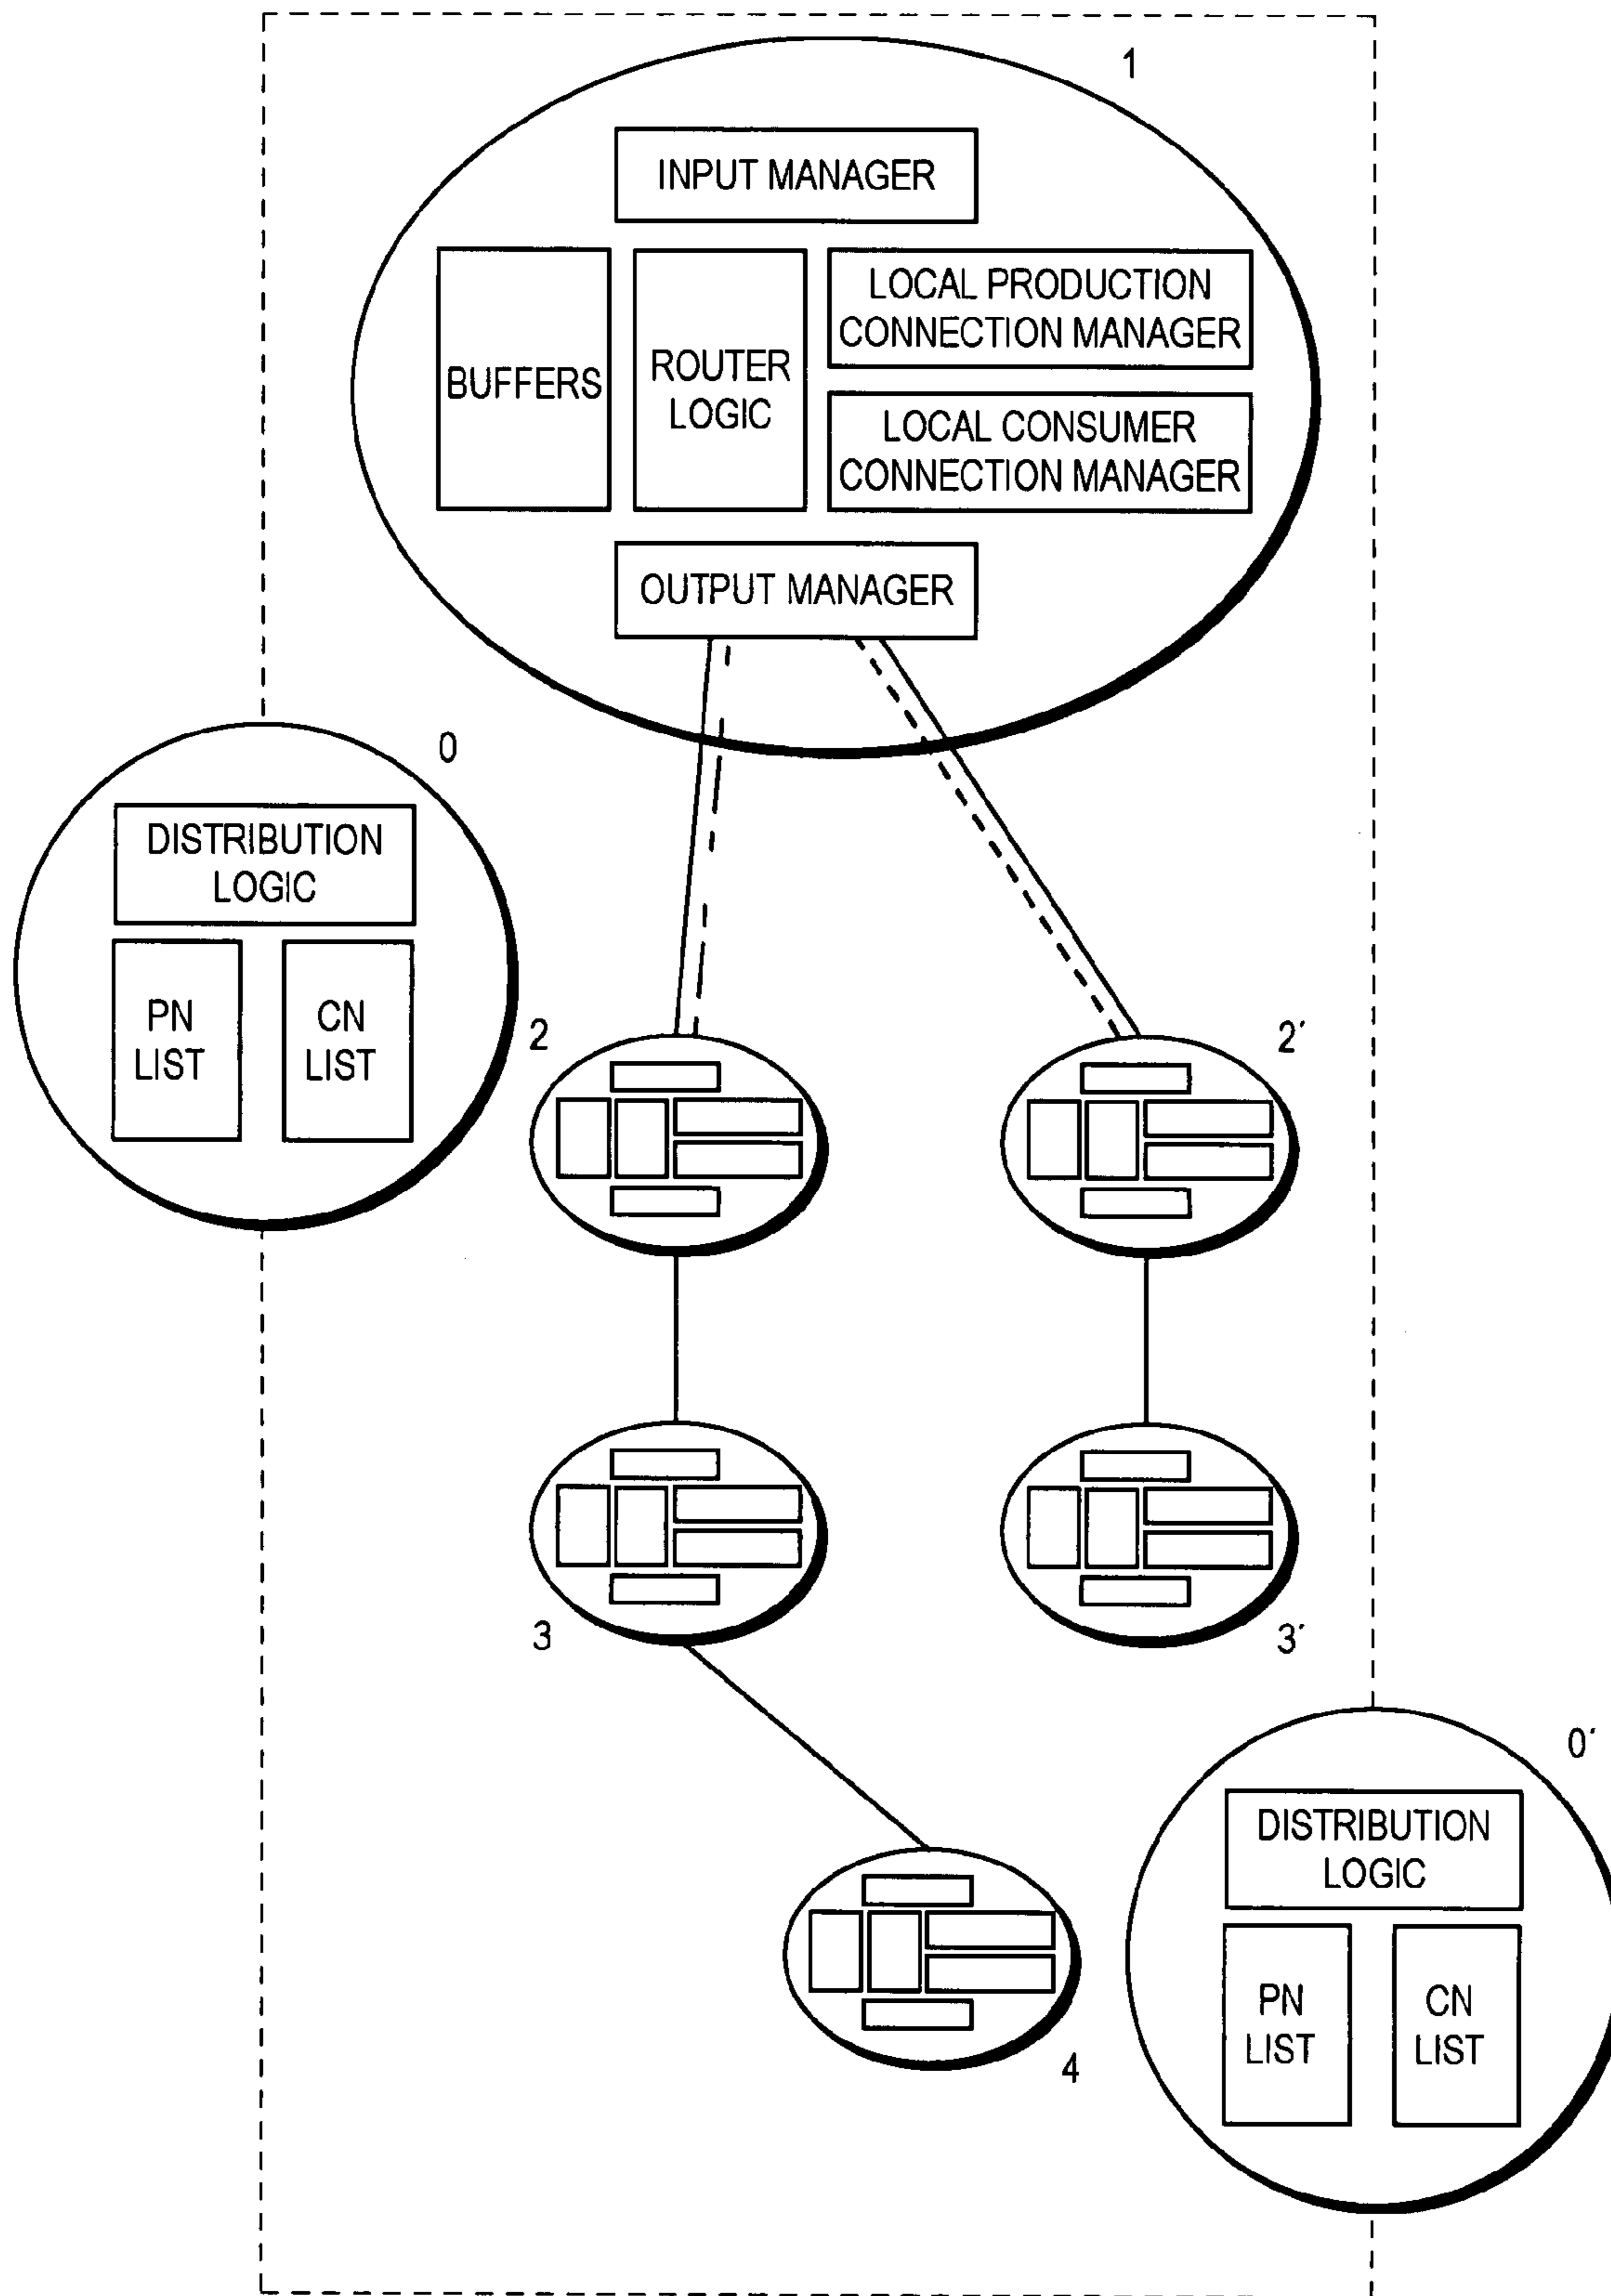 1
INPUT MANAGER
BUFFERS
ROUTER
LOGIC
LOCAL PRODUCTION
CONNECTION MANAGER
LOCAL CONSUMER
CONNECTION MANAGER
OUTPUT MANAGER
0
DISTRIBUTION
LOGIC
PN
LIST
CN
LIST
2
2'
3
3'
0'
DISTRIBUTION
LOGIC
PN
LIST
CN
LIST
4